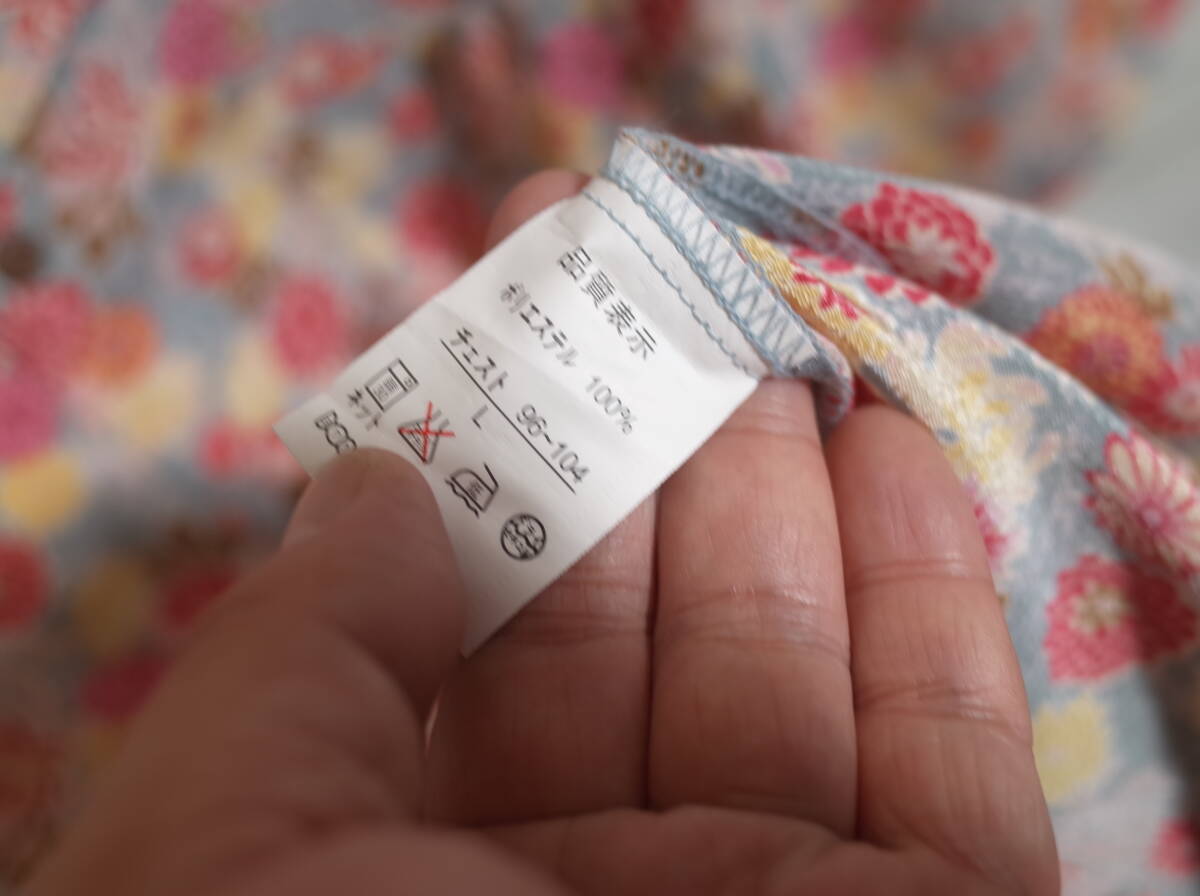 品質表示
ポリエステル 100%
チェスト 96-104
L
ネット